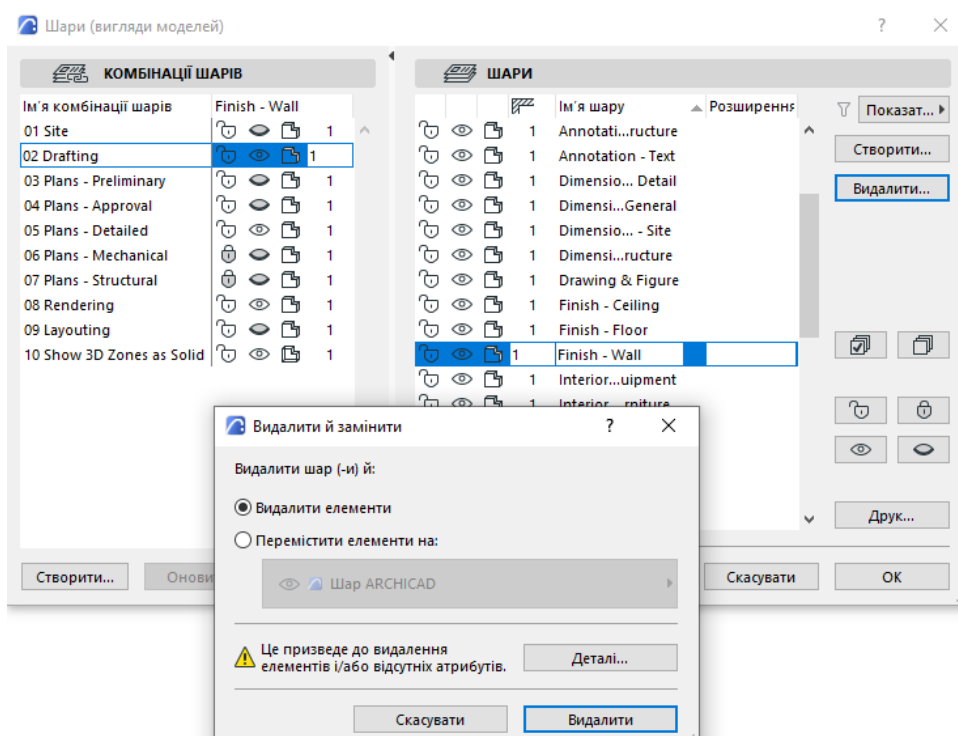 Шари (вигляди моделей)
КОМБІНАЦІЇ ШАРІВ
Ім'я комбінації шарів Finish - Wall
01 Site 1
02 Drafting 1
03 Plans - Preliminary 1
04 Plans - Approval 1
05 Plans - Detailed 1
06 Plans - Mechanical 1
07 Plans - Structural 1
08 Rendering 1
09 Layouting 1
10 Show 3D Zones as Solid 1
Створити...
ШАРИ
Ім'я шару Розширення
1 Annotati...ructure
1 Annotation - Text
1 Dimensio... Detail
1 Dimensi...General
1 Dimensio... - Site
1 Dimensi...ructure
1 Drawing & Figure
1 Finish - Ceiling
1 Finish - Floor
1 Finish - Wall
1 Interior...uipment
1 Interior ... rniture
Показат...
Створити...
Видалити...
Друк...
Скасувати
ОК
Видалити й замінити
?
Видалити шар (-и) й:
Видалити елементи
Перемістити елементи на:
Шар ARCHICAD
Це призведе до видалення
елементів і/або відсутніх атрибутів.
Деталі...
Скасувати
Видалити